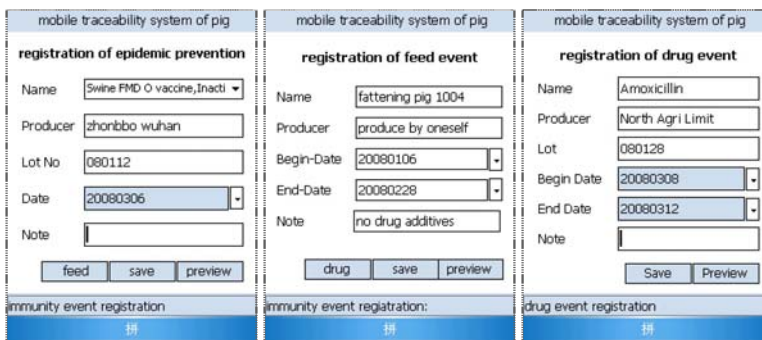 mobile traceability system of pig
registration of epidemic prevention
Name Swine FMD O vaccine,Inacti
Producer zhonbbo wuhan
Lot No 080112
Date 20080306
Note
feed save preview
immunity event registration
拼
mobile traceability system of pig
registration of feed event
Name fattening pig 1004
Producer produce by oneself
Begin-Date 20080106
End-Date 20080228
Note no drug additives
drug save preview
immunity event regiatration:
拼
mobile traceability system of pig
registration of drug event
Name Amoxicillin
Producer North Agri Limit
Lot 080128
Begin Date 20080308
End Date 20080312
Note
Save Preview
drug event registration
拼